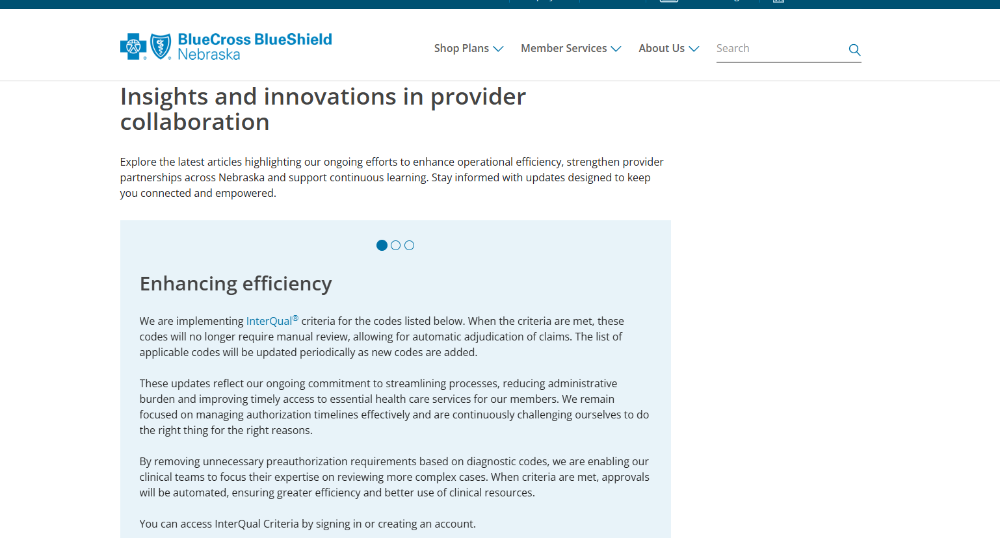 BlueCross BlueShield
Nebraska
Shop Plans
Member Services
About Us
Search
Insights and innovations in provider
collaboration
Explore the latest articles highlighting our ongoing efforts to enhance operational efficiency, strengthen provider
partnerships across Nebraska and support continuous learning. Stay informed with updates designed to keep
you connected and empowered.
Enhancing efficiency
We are implementing InterQual® criteria for the codes listed below. When the criteria are met, these
codes will no longer require manual review, allowing for automatic adjudication of claims. The list of
applicable codes will be updated periodically as new codes are added.
These updates reflect our ongoing commitment to streamlining processes, reducing administrative
burden and improving timely access to essential health care services for our members. We remain
focused on managing authorization timelines effectively and are continuously challenging ourselves to do
the right thing for the right reasons.
By removing unnecessary preauthorization requirements based on diagnostic codes, we are enabling our
clinical teams to focus their expertise on reviewing more complex cases. When criteria are met, approvals
will be automated, ensuring greater efficiency and better use of clinical resources.
You can access InterQual Criteria by signing in or creating an account.